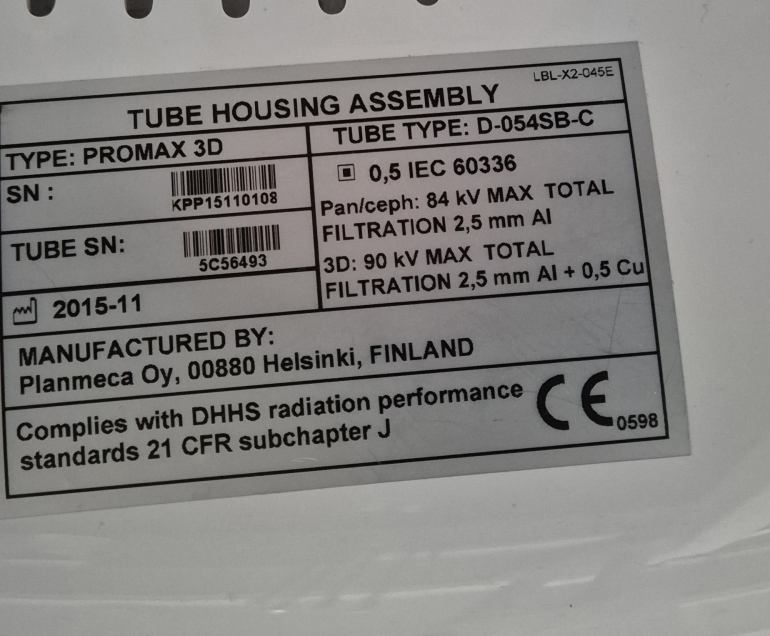 LBL-X2-045E
TUBE HOUSING ASSEMBLY
TYPE: PROMAX 3D
SN :
KPP15110108
TUBE SN:
5C56493
2015-11
TUBE TYPE: D-054SB-C
0,5 IEC 60336
Pan/ceph: 84 kV MAX TOTAL
FILTRATION 2,5 mm Al
3D: 90 kV MAX TOTAL
FILTRATION 2,5 mm Al + 0,5 Cu
MANUFACTURED BY:
Planmeca Oy, 00880 Helsinki, FINLAND
Complies with DHHS radiation performance
standards 21 CFR subchapter J
CE 0598